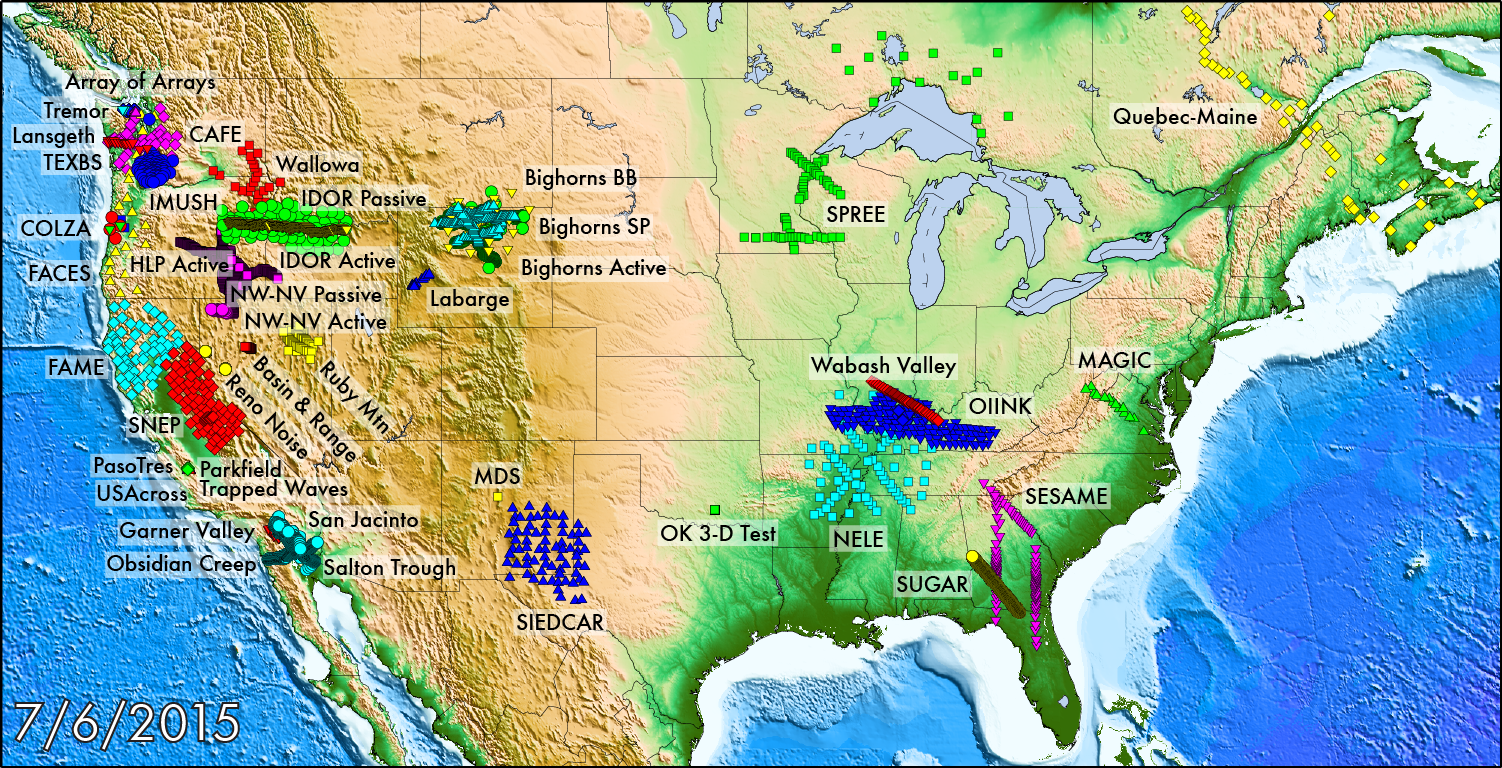 Array of Arrays
Tremor
Lansgeth
CAFE
TEXBS
Wallowa
IMUSH
IDOR Passive
COLZA
HLP Active
IDOR Active
FACES
NW-NV Passive
NW-NV Active
Bighorns BB
Bighorns SP
Bighorns Active
Labarge
FAME
Ruby Mtn
Basin & Range
Reno Noise
SNEP
PasoTres
Parkfield
USAcross
Trapped Waves
Garner Valley
San Jacinto
Obsidian Creep
Salton Trough
MDS
SIEDCAR
OK 3-D Test
Quebec-Maine
SPREE
Wabash Valley
MAGIC
OIINK
SESAME
NELE
SUGAR
7/6/2015